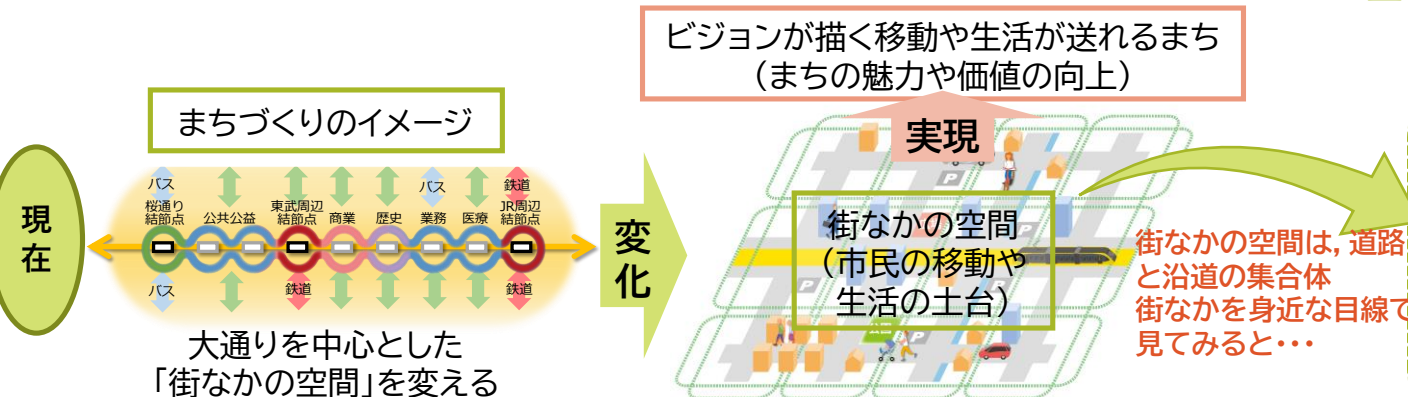 現
在
まちづくりのイメージ
バス
バス
鉄道
桜通り
結節点
公共公益
東武周辺
結節点
商業
歴史
業務
医療
JR周辺
結節点
バス
鉄道
鉄道
大通りを中心とした
「街なかの空間」を変える
変
化
ビジョンが描く移動や生活が送れるまち
(まちの魅力や価値の向上)
実現
P
街なかの空間
(市民の移動や
生活の土台)
P
P
P
公園
P
街なかの空間は,道路
と沿道の集合体
街なかを身近な目線で
見てみると・・・